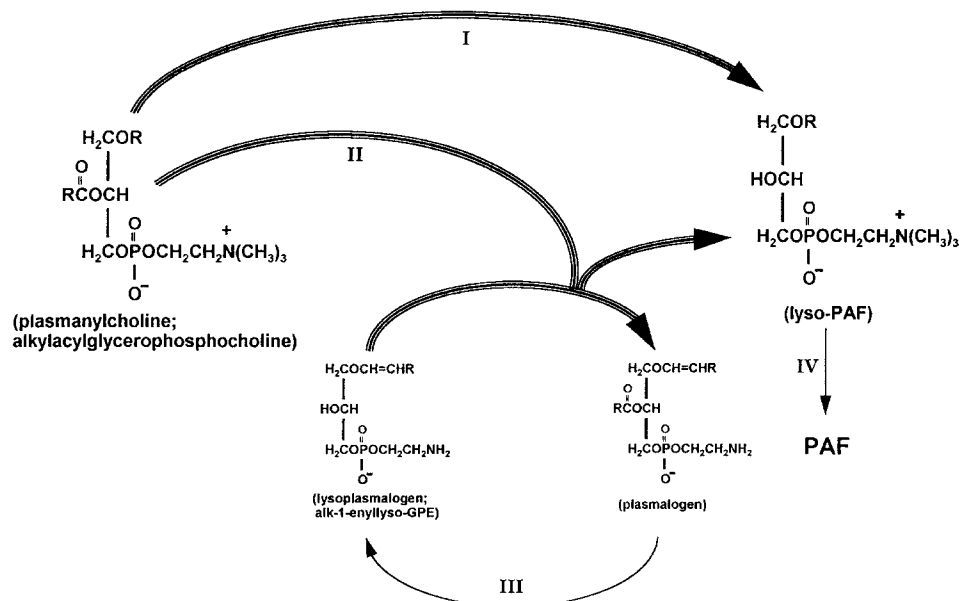 I
H₂COR
O
RCOCH
O
+
H₂COPOCH₂CH₂N(CH₃)₃
O⁻
(plasmanylcholine;
alkylacylglycerophosphocholine)
II
H₂COR
HOCH
O
+
H₂COPOCH₂CH₂N(CH₃)₃
O⁻
(lyso-PAF)
IV
PAF
H₂COCH=CHR
HOCH
O
H₂COPOCH₂CH₂NH₂
O⁻
(lysoplasmalogen;
alk-1-enyllyso-GPE)
H₂COCH=CHR
O
RCOCH
O
H₂COPOCH₂CH₂NH₂
O⁻
(plasmalogen)
III